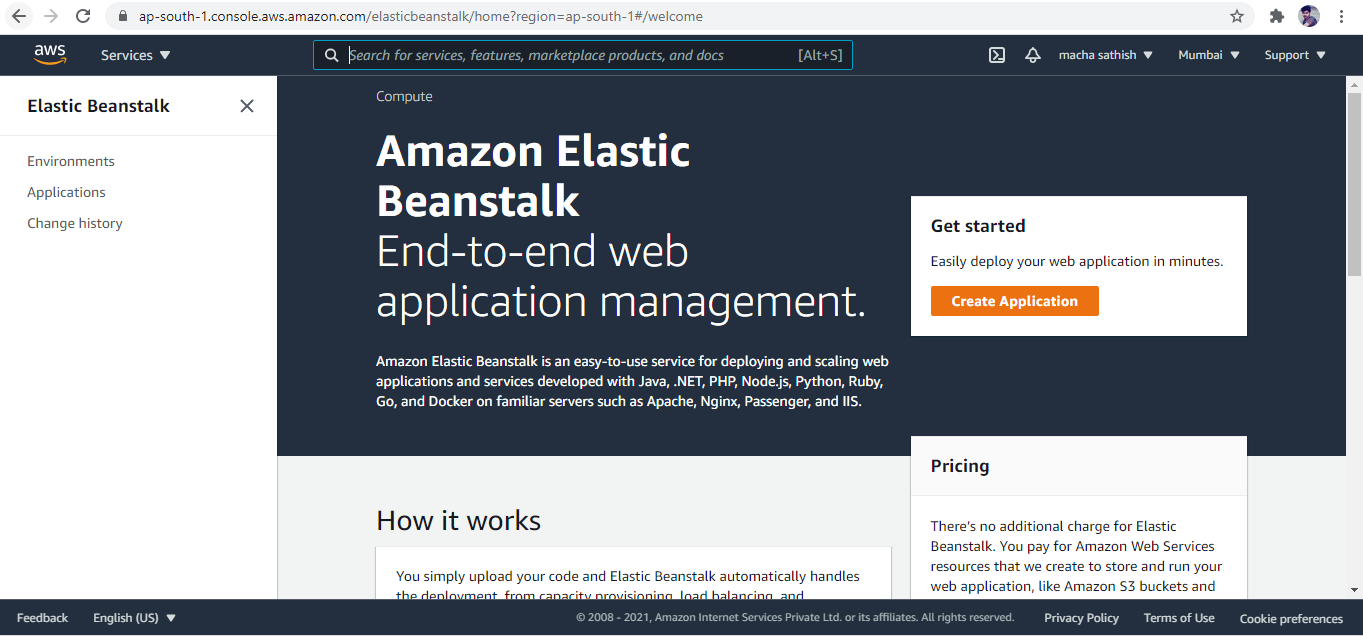 ap-south-1.console.aws.amazon.com/elasticbeanstalk/home?region=ap-south-1#/welcome
aws
Services
Search for services, features, marketplace products, and docs
[Alt+S]
macha sathish
Mumbai
Support
Elastic Beanstalk
Environments
Applications
Change history
Compute
Amazon Elastic
Beanstalk
End-to-end web
application management.
Amazon Elastic Beanstalk is an easy-to-use service for deploying and scaling web
applications and services developed with Java, .NET, PHP, Node.js, Python, Ruby,
Go, and Docker on familiar servers such as Apache, Nginx, Passenger, and IIS.
Get started
Easily deploy your web application in minutes.
Create Application
Pricing
There's no additional charge for Elastic
Beanstalk. You pay for Amazon Web Services
resources that we create to store and run your
web application, like Amazon S3 buckets and
How it works
You simply upload your code and Elastic Beanstalk automatically handles
the deployment, from capacity provisioning, load balancing, and
Feedback
English (US)
© 2008 - 2021, Amazon Internet Services Private Ltd. or its affiliates. All rights reserved.
Privacy Policy
Terms of Use
Cookie preferences